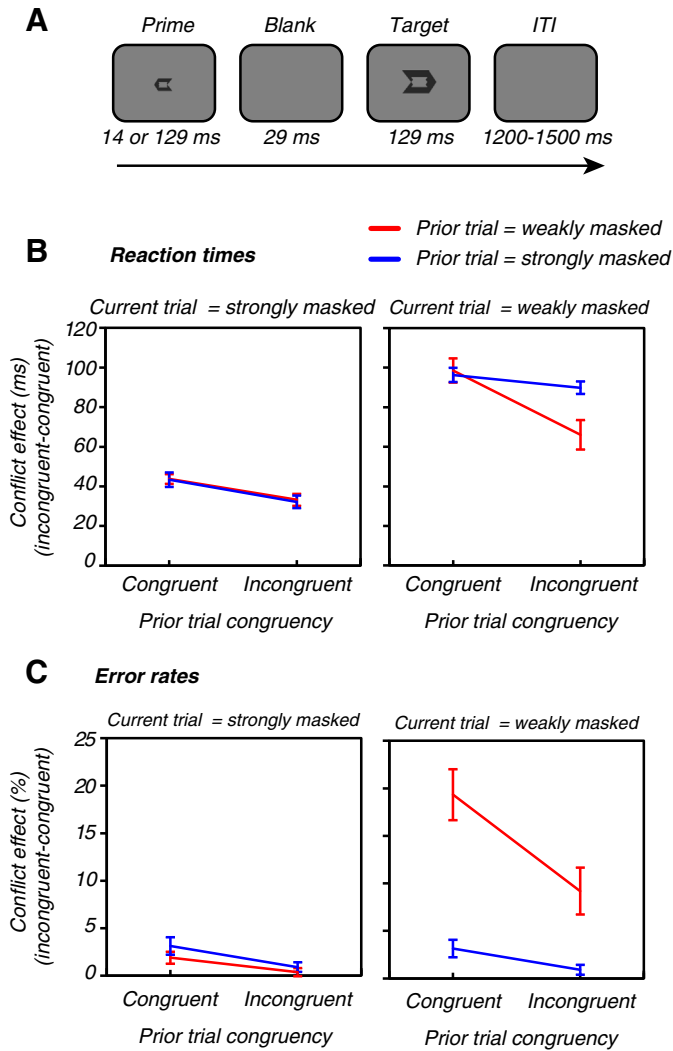 A
Prime Blank Target ITI
14 or 129 ms 29 ms 129 ms 1200-1500 ms
Prior trial = weakly masked
B Reaction times
Prior trial = strongly masked
Current trial = strongly masked Current trial = weakly masked
Conflict effect (ms)
(incongruent-congruent)
120
100
80
60
40
20
0
Congruent Incongruent Congruent Incongruent
Prior trial congruency Prior trial congruency
C Error rates
Current trial = strongly masked Current trial = weakly masked
Conflict effect (%)
(incongruent-congruent)
25
20
15
10
5
0
Congruent Incongruent Congruent Incongruent
Prior trial congruency Prior trial congruency